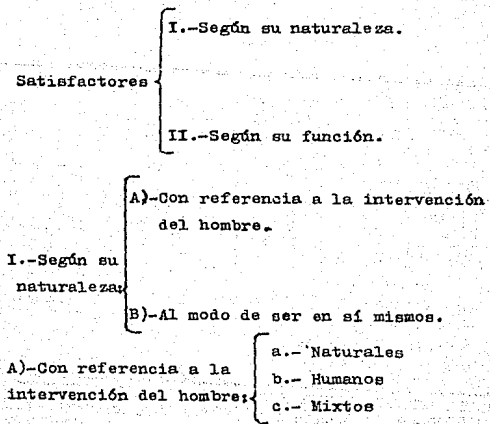 I.-Según su naturaleza.
Satisfactores
II.-Según su función.
A)-Con referencia a la intervención
del hombre.
I.-Según su
naturaleza:
B)-Al modo de ser en sí mismos.
A)-Con referencia a la
intervención del hombre:
a.- Naturales
b.- Humanos
c.- Mixtos